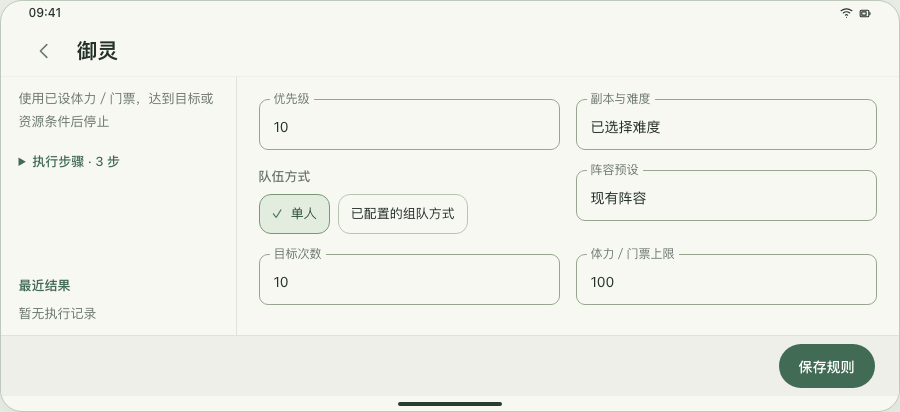 09:41
御灵
使用已设体力 / 门票，达到目标或
资源条件后停止
执行步骤 · 3 步
最近结果
暂无执行记录
优先级
10
副本与难度
已选择难度
队伍方式
单人
已配置的组队方式
阵容预设
现有阵容
目标次数
10
体力 / 门票上限
100
保存规则